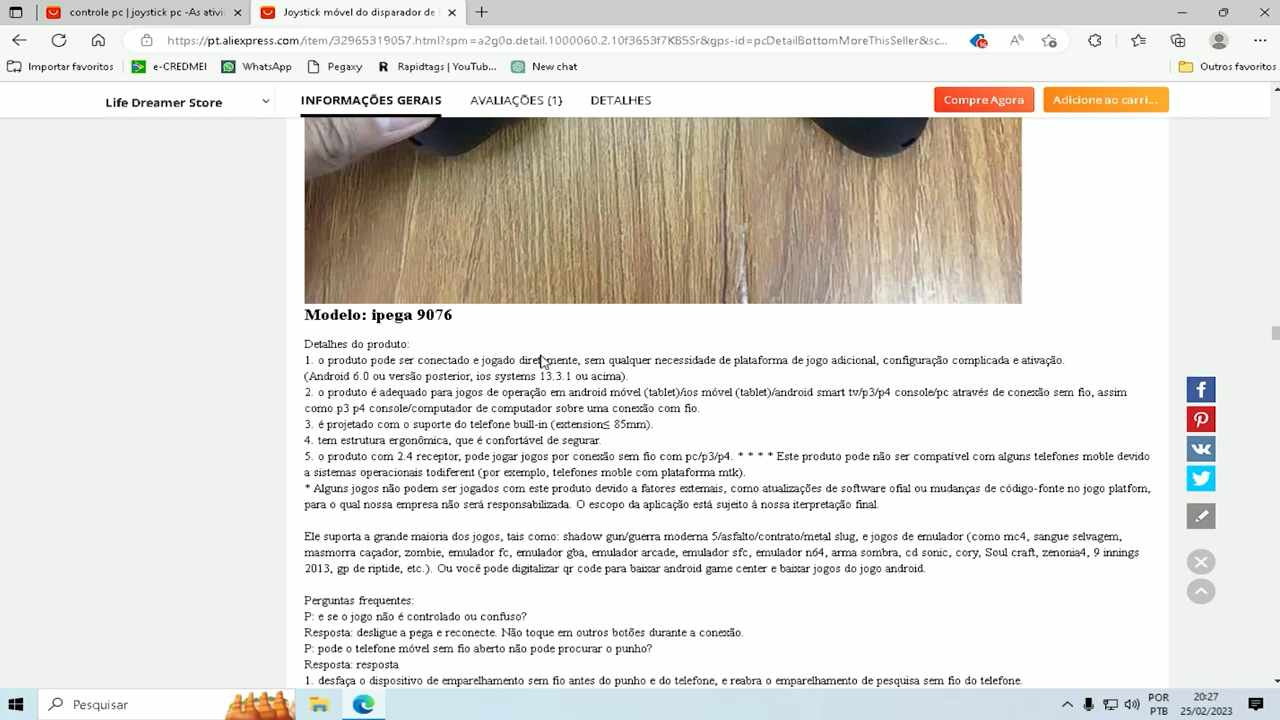 controle pc | joystick pc -As ativi
Joystick móvel do disparador de
https://pt.aliexpress.com/item/32965319057.html?spm=a2g0o.detail.1000060.2.10f3653f7KB5Sr&gps-id=pcDetailBottomMoreThisSeller&sc...
Importar favoritos
e-CREDMEI
WhatsApp
Pegaxy
Rapidtags | YouTub...
New chat
Outros favoritos
Life Dreamer Store
INFORMAÇÕES GERAIS
AVALIAÇÕES (1)
DETALHES
Compre Agora
Adicione ao carri...
Modelo: ipega 9076
Detalhes do produto:
1. o produto pode ser conectado e jogado diretamente, sem qualquer necessidade de plataforma de jogo adicional, configuração complicada e ativação.
(Android 6.0 ou versão posterior, ios systems 13.3.1 ou acima).
2. o produto é adequado para jogos de operação em android móvel (tablet)/ios móvel (tablet)/android smart tv/p3/p4 console/pc através de conexão sem fio, assim
como p3 p4 console/computador de computador sobre uma conexão com fio.
3. é projetado com o suporte do telefone buill-in (extension≤ 85mm).
4. tem estrutura ergonômica, que é confortável de segurar.
5. o produto com 2.4 receptor, pode jogar jogos por conexão sem fio com pc/p3/p4. * * * * Este produto pode não ser compatível com alguns telefones moble devido
a sistemas operacionais todiferent (por exemplo, telefones moble com plataforma mtk).
* Alguns jogos não podem ser jogados com este produto devido a fatores extemais, como atualizações de software ofial ou mudanças de código-fonte no jogo platfom,
para o qual nossa empresa não será responsabilizada. O escopo da aplicação está sujeito à nossa iterpretação final.
Ele suporta a grande maioria dos jogos, tais como: shadow gun/guerra moderna 5/asfalto/contrato/metal slug, e jogos de emulador (como mc4, sangue selvagem,
masmorra caçador, zombie, emulador fc, emulador gba, emulador arcade, emulador sfc, emulador n64, arma sombra, cd sonic, cory, Soul craft, zenonia4, 9 innings
2013, gp de riptide, etc.). Ou você pode digitalizar qr code para baixar android game center e baixar jogos do jogo android.
Perguntas frequentes:
P: e se o jogo não é controlado ou confuso?
Resposta: desligue a pega e reconecte. Não toque em outros botões durante a conexão.
P: pode o telefone móvel sem fio aberto não pode procurar o punho?
Resposta: resposta
1. desfaça o dispositivo de emparelhamento sem fio antes do punho e do telefone, e reabra o emparelhamento de pesquisa sem fio do telefone.
Pesquisar
POR
PTB
20:27
25/02/2023